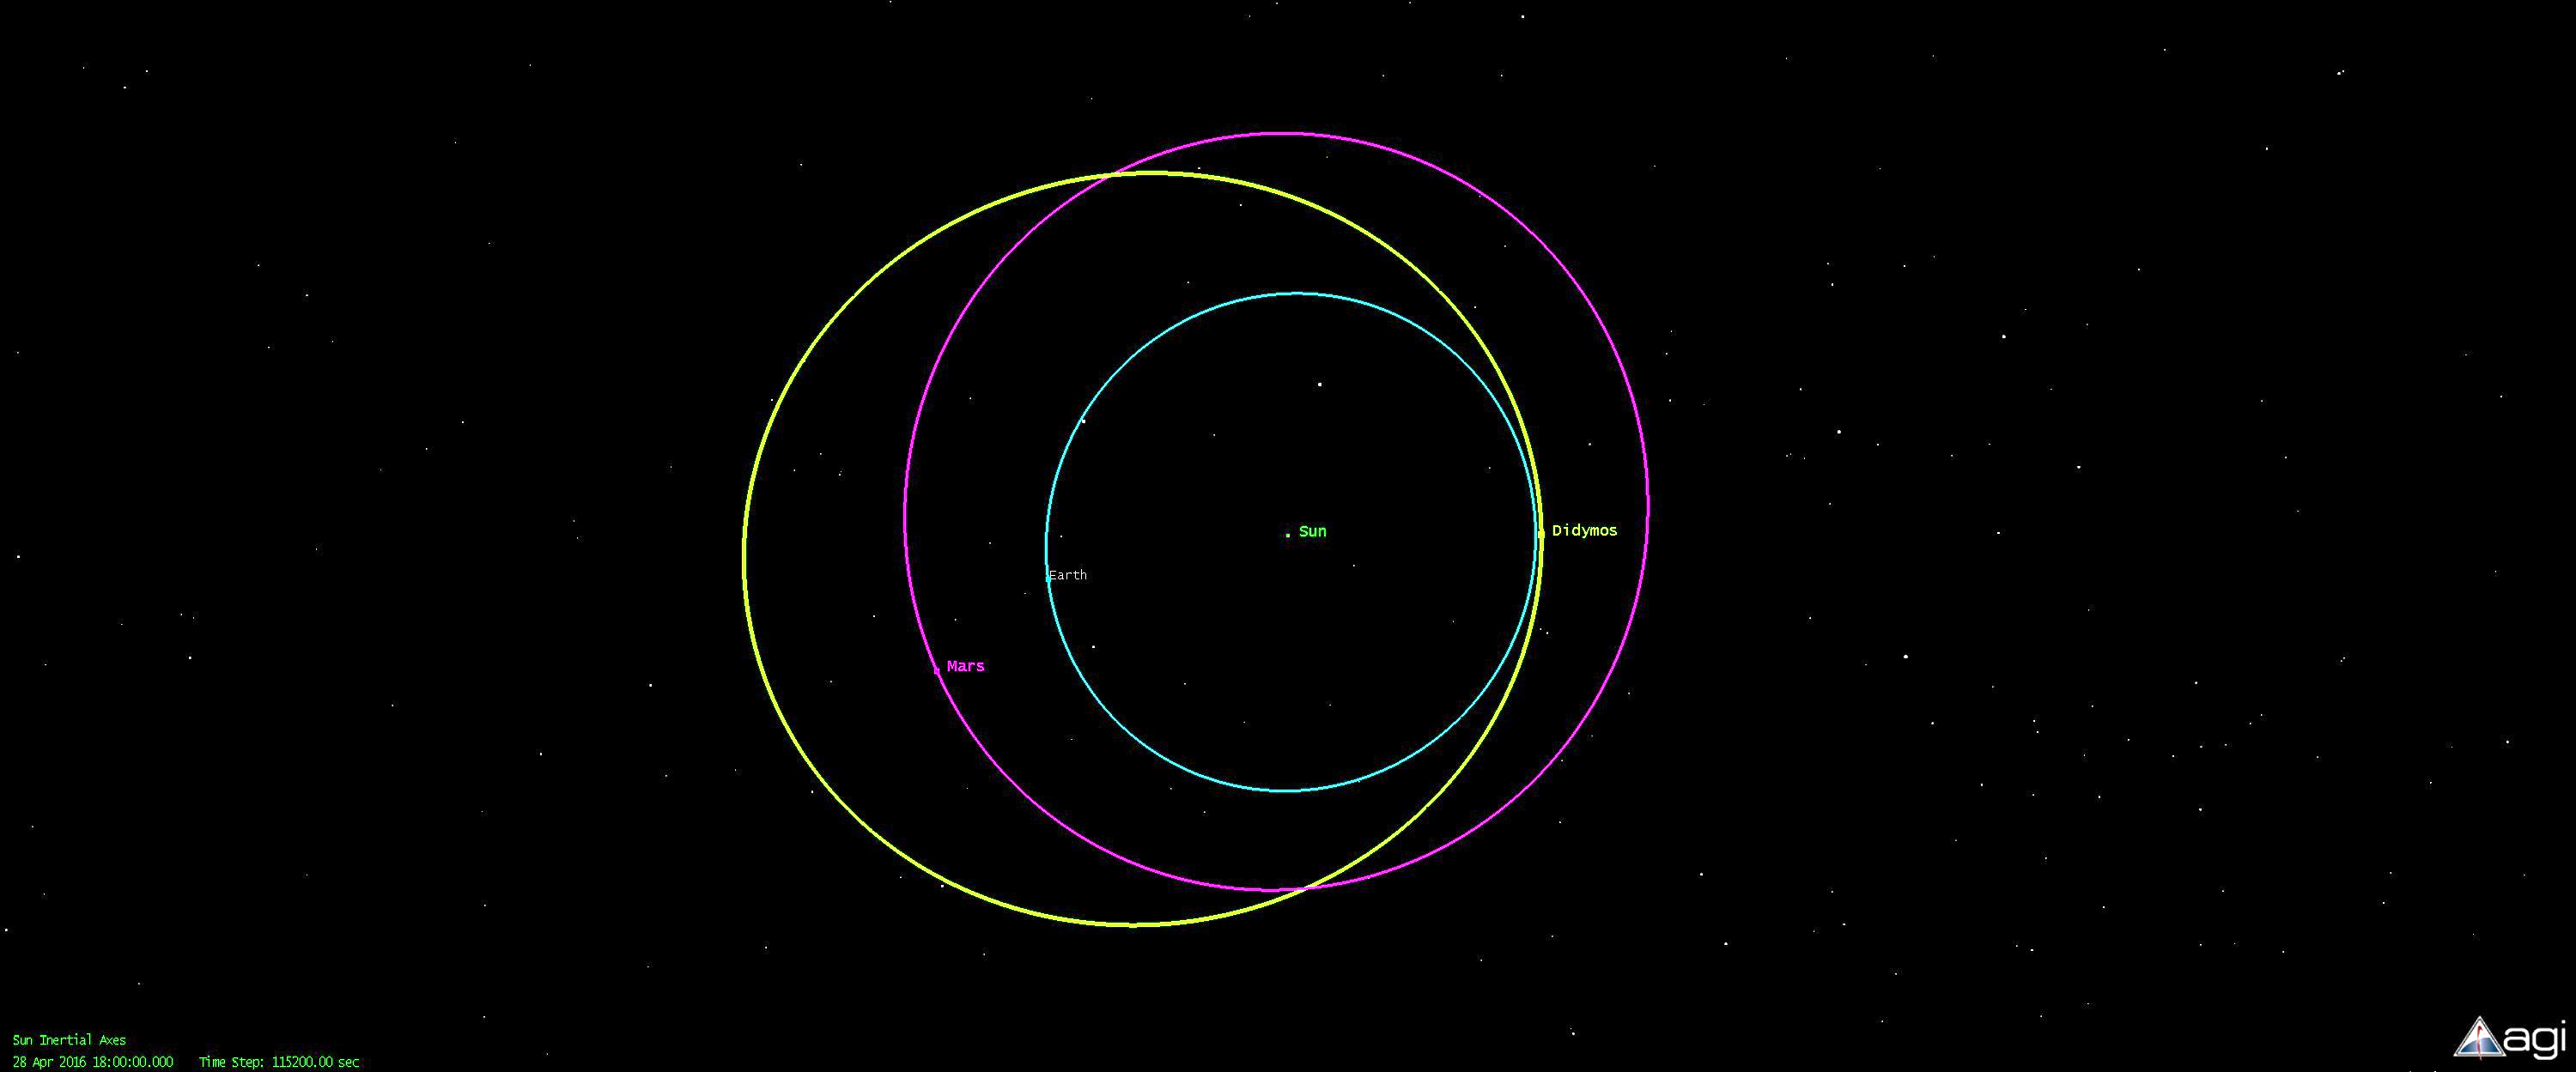 Sun
Didymos
Earth
Mars
Sun Inertial Axes
28 Apr 2016 18:00:00.000 Time Step: 115200.00 sec
agi